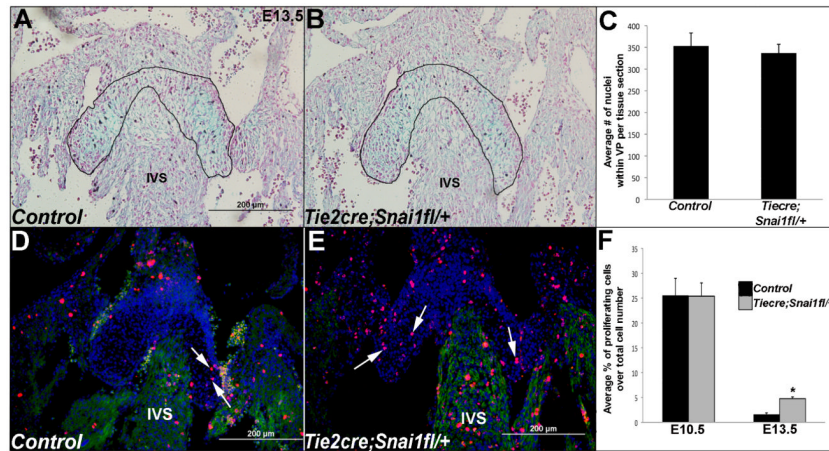 A
E13.5
IVS
200 µm
Control
B
IVS
200 µm
Tie2cre;Snai1fl/+
C
Average # of nuclei
within VP per tissue section
400
350
300
250
200
150
100
50
0
Control
Tiecre;
Snai1fl/+
D
IVS
200 µm
Control
E
IVS
200 µm
Tie2cre;Snai1fl/+
F
Average % of proliferating cells
over total cell number
35
30
25
20
15
10
5
0
Control
Tiecre;Snai1fl/
*
E10.5
E13.5